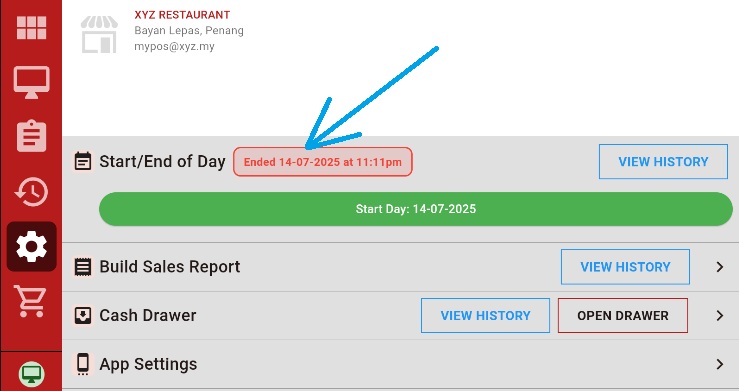 XYZ RESTAURANT
Bayan Lepas, Penang
mypos@xyz.my
Start/End of Day Ended 14-07-2025 at 11:11pm VIEW HISTORY
Start Day: 14-07-2025
Build Sales Report VIEW HISTORY
Cash Drawer VIEW HISTORY OPEN DRAWER
App Settings